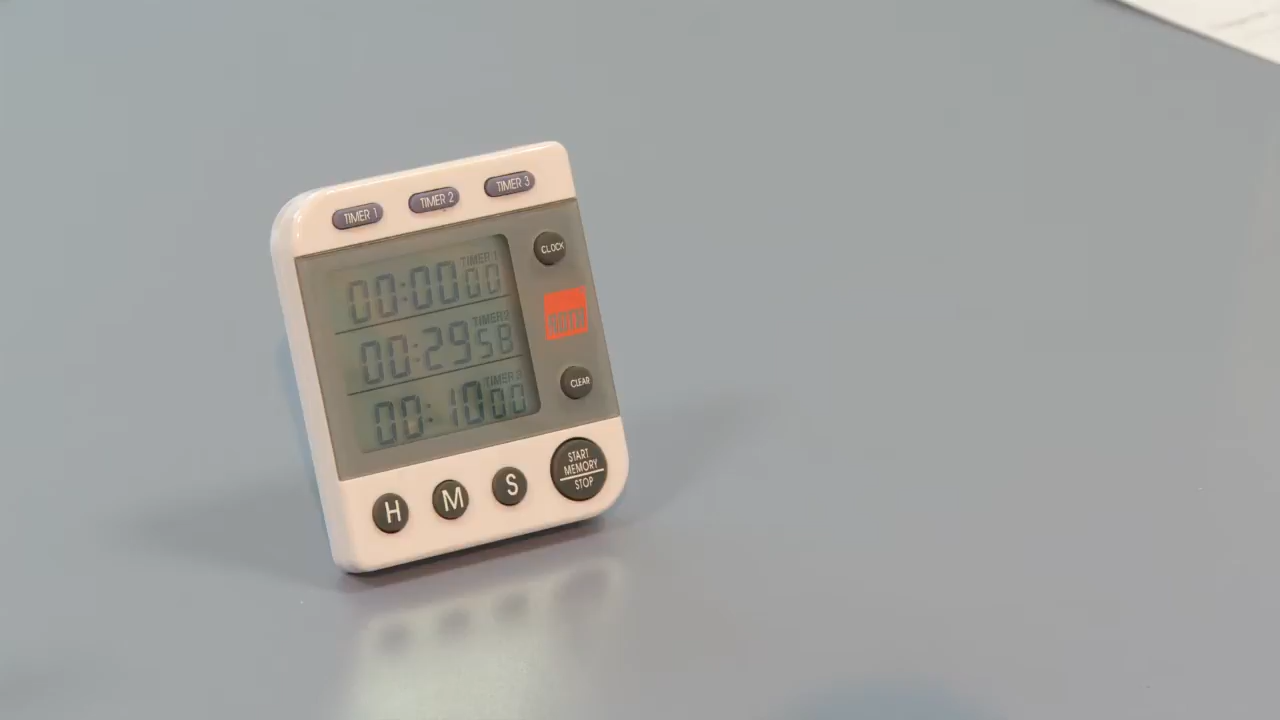 TIMER 1 TIMER 2 TIMER 3
CLOCK
TIMER 1
00:00 00
TIMER 2
00:29 58
TIMER 3
00:10 00
ROTH
CLEAR
START
MEMORY
STOP
H M S